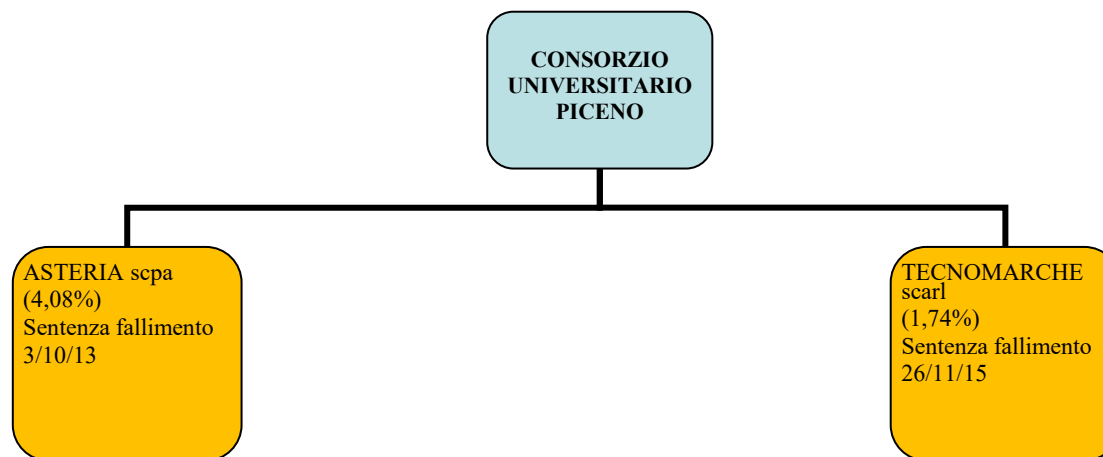 CONSORZIO
UNIVERSITARIO
PICENO
ASTERIA scpa
(4,08%)
Sentenza fallimento
3/10/13
TECNOMARCHE
scarl
(1,74%)
Sentenza fallimento
26/11/15